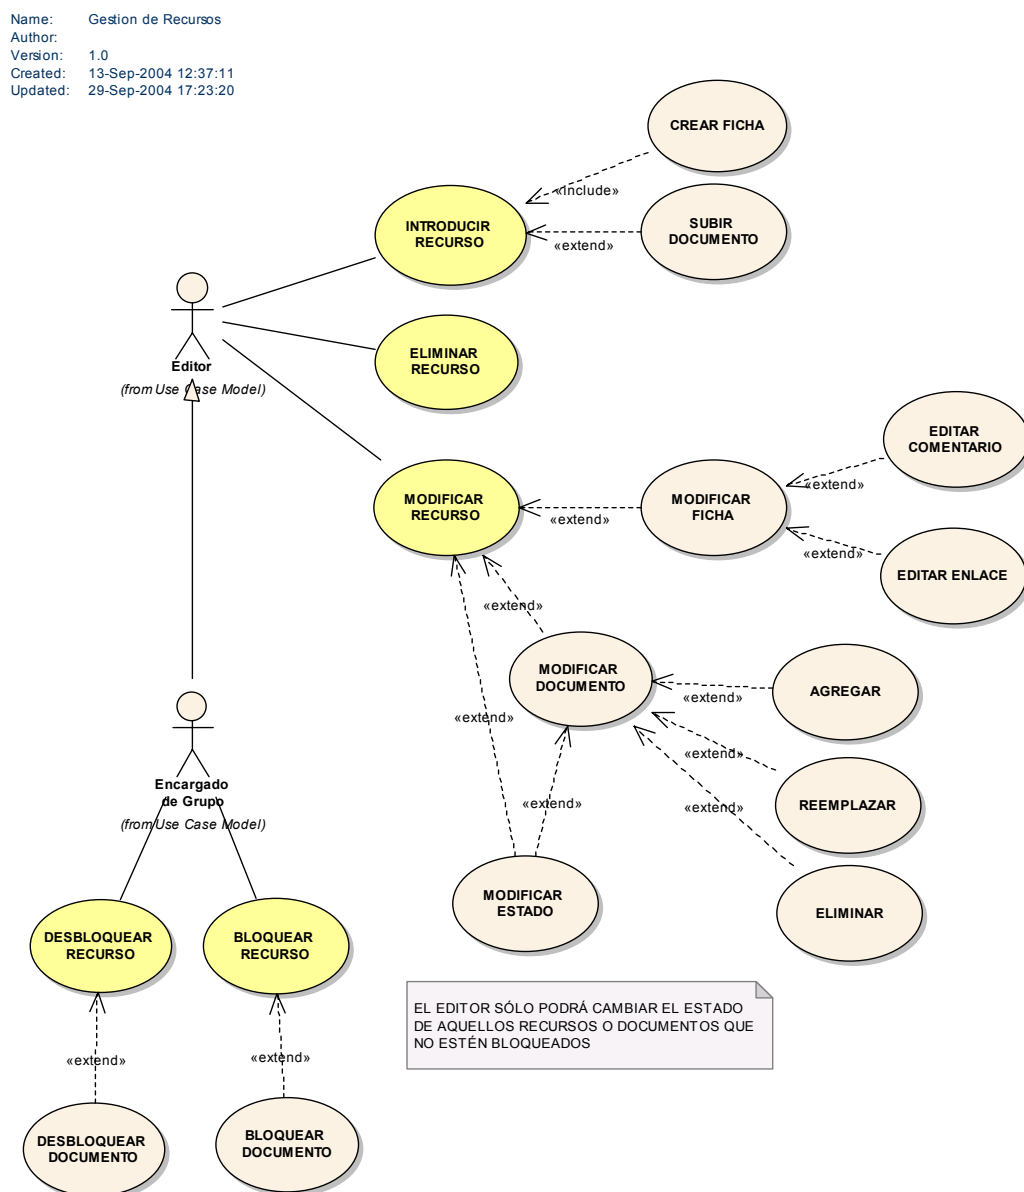 Name: Gestion de Recursos
Author:
Version: 1.0
Created: 13-Sep-2004 12:37:11
Updated: 29-Sep-2004 17:23:20
CREAR FICHA
«include»
INTRODUCIR
RECURSO
SUBIR
DOCUMENTO
«extend»
Editor
(from Use Case Model)
ELIMINAR
RECURSO
EDITAR
COMENTARIO
«extend»
MODIFICAR
RECURSO
«extend»
MODIFICAR
FICHA
«extend»
EDITAR ENLACE
«extend»
MODIFICAR
DOCUMENTO
«extend»
AGREGAR
«extend»
«extend»
REEMPLAZAR
«extend»
«extend»
ELIMINAR
Encargado
de Grupo
(from Use Case Model)
MODIFICAR
ESTADO
DESBLOQUEAR
RECURSO
BLOQUEAR
RECURSO
EL EDITOR SÓLO PODRÁ CAMBIAR EL ESTADO
DE AQUELLOS RECURSOS O DOCUMENTOS QUE
NO ESTÉN BLOQUEADOS
«extend»
«extend»
DESBLOQUEAR
DOCUMENTO
BLOQUEAR
DOCUMENTO